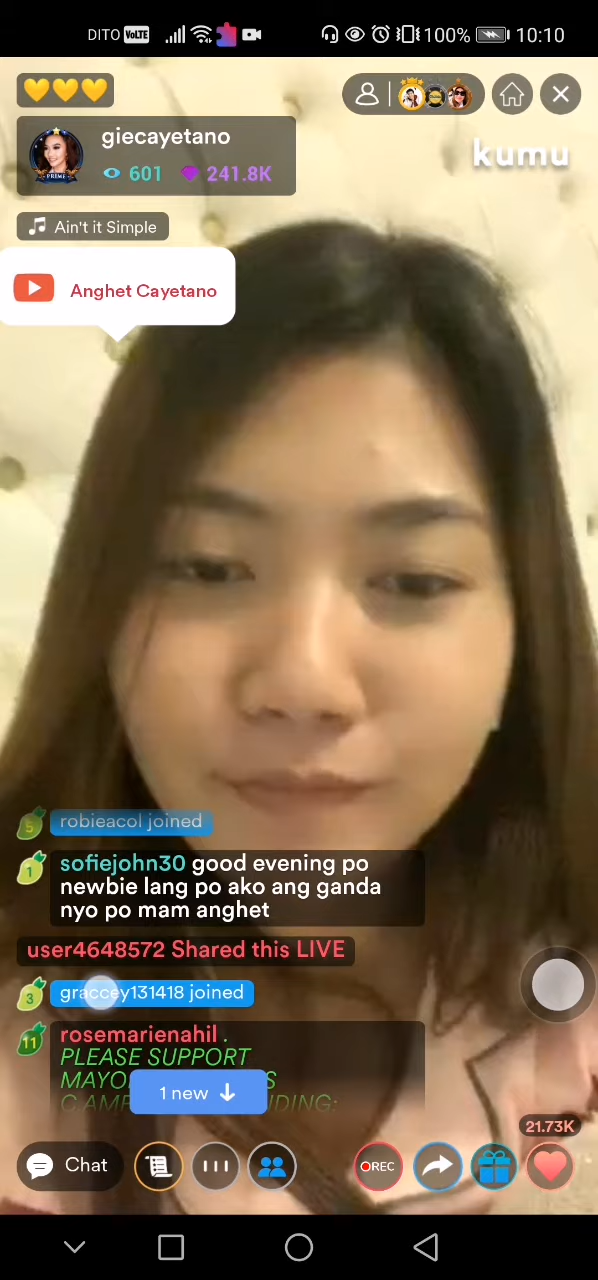 DITO VoLTE
100%
10:10
giecayetano
PRIME
601 241.8K
kumu
Ain't it Simple
Anghet Cayetano
5 robieacol joined
1 sofiejohn30 good evening po
newbie lang po ako ang ganda
nyo po mam anghet
user4648572 Shared this LIVE
3 graccey131418 joined
11 rosemarienahil .
PLEASE SUPPORT
1 new
21.73K
Chat
REC